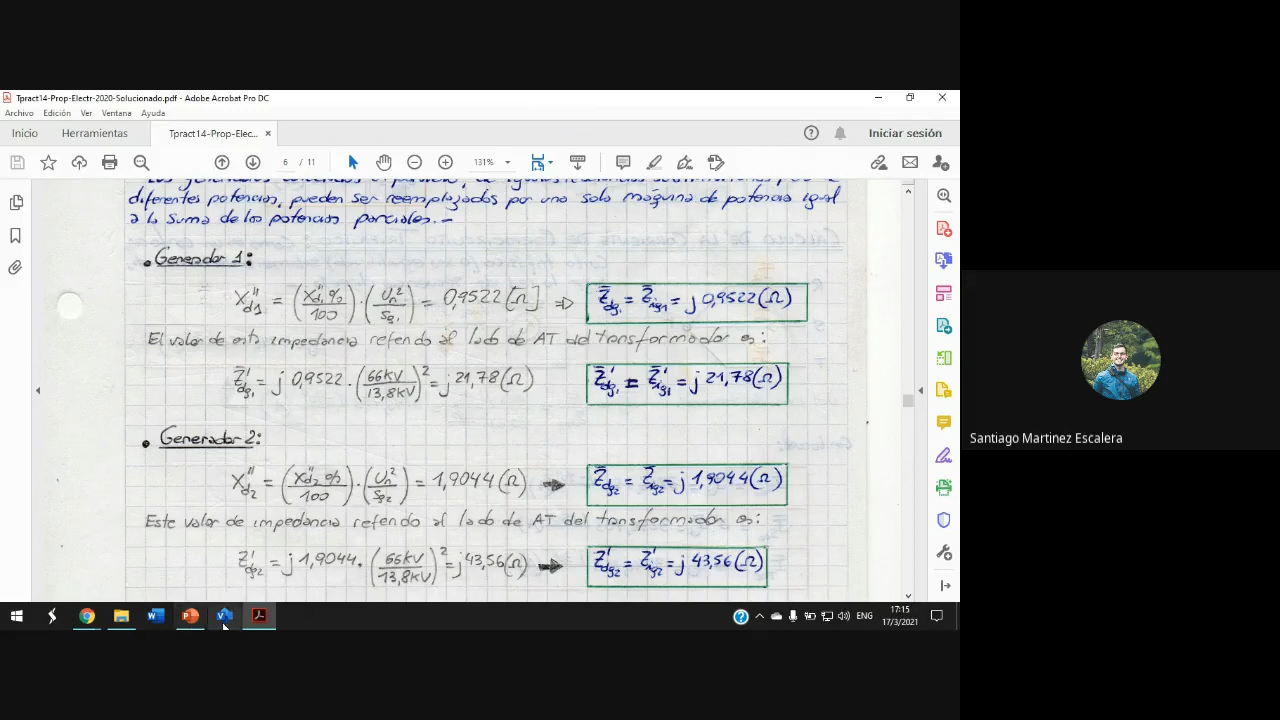 Tpract14-Prop-Electr-2020-Solucionado.pdf - Adobe Acrobat Pro DC
Archivo Edición Ver Ventana Ayuda
Inicio Herramientas Tpract14-Prop-Elec... × Iniciar sesión
6 / 11 131%
diferentes potencias, pueden ser reemplazados por una sola máquina de potencia igual
a la suma de las potencias parciales.-
• Generador 1:
X''d1 = (X''d1 %/100) · (Un²/Sg1) = 0,9522 [Ω] ⇒ Z̄dg1 = Z̄ig1 = j 0,9522 (Ω)
El valor de esta impedancia referido al lado de AT del transformador es:
Z̄'dg1 = j 0,9522 · (66kV/13,8kV)² = j 21,78 (Ω) Z̄'dg1 = Z̄'ig1 = j 21,78 (Ω)
• Generador 2:
X''d2 = (X''d2 %/100) · (Un²/Sg2) = 1,9044 (Ω) ➡ Z̄dg2 = Z̄ig2 = j 1,9044 (Ω)
Este valor de impedancia referido al lado de AT del transformador es:
Z'dg2 = j 1,9044 · (66kV/13,8kV)² = j 43,56 (Ω) ➡ Z̄'dg2 = Z̄'ig2 = j 43,56 (Ω)
Santiago Martinez Escalera
ENG 17:15
17/3/2021